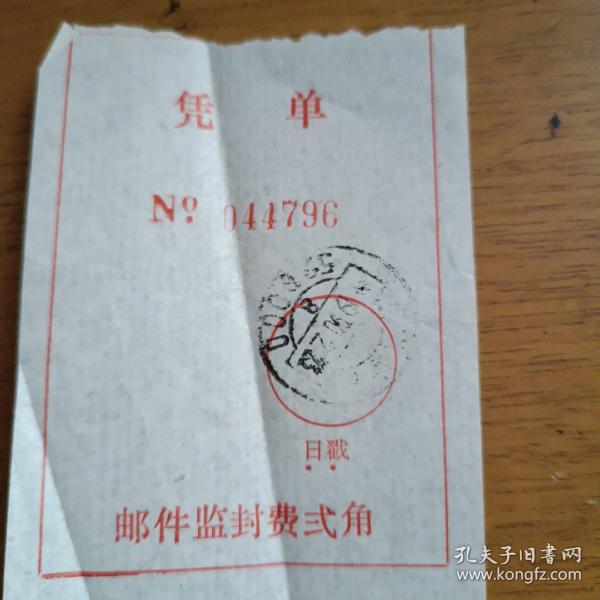 凭 单
Nº 044796
日戳
邮件监封费弍角
孔夫子旧书网
www.kongfz.com